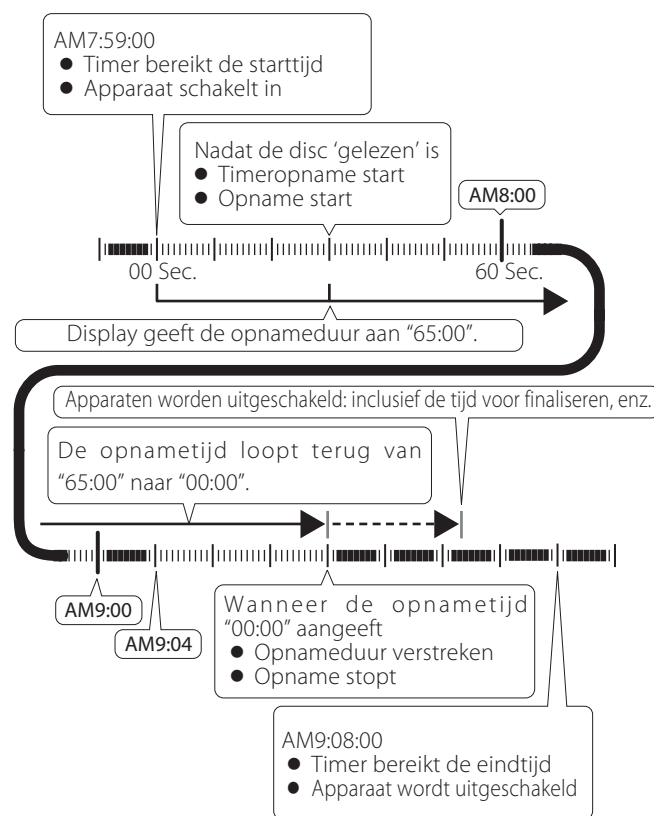 AM7:59:00
● Timer bereikt de starttijd
● Apparaat schakelt in
Nadat de disc ‘gelezen’ is
● Timeropname start
● Opname start
AM8:00
00 Sec.
60 Sec.
Display geeft de opnameduur aan “65:00”.
Apparaten worden uitgeschakeld: inclusief de tijd voor finaliseren, enz.
De opnametijd loopt terug van
“65:00” naar “00:00”.
AM9:00
AM9:04
Wanneer de opnametijd
“00:00” aangeeft
● Opnameduur verstreken
● Opname stopt
AM9:08:00
● Timer bereikt de eindtijd
● Apparaat wordt uitgeschakeld